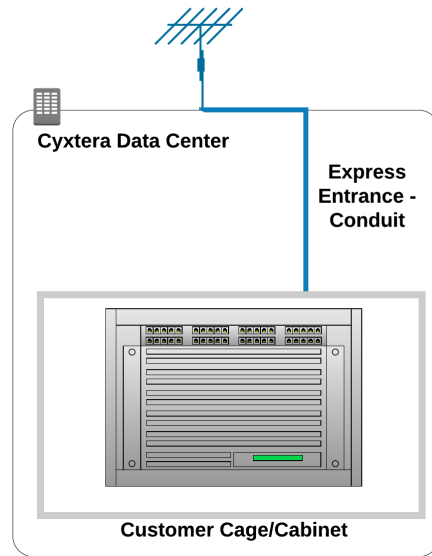 Cyxtera Data Center
Express
Entrance -
Conduit
Customer Cage/Cabinet